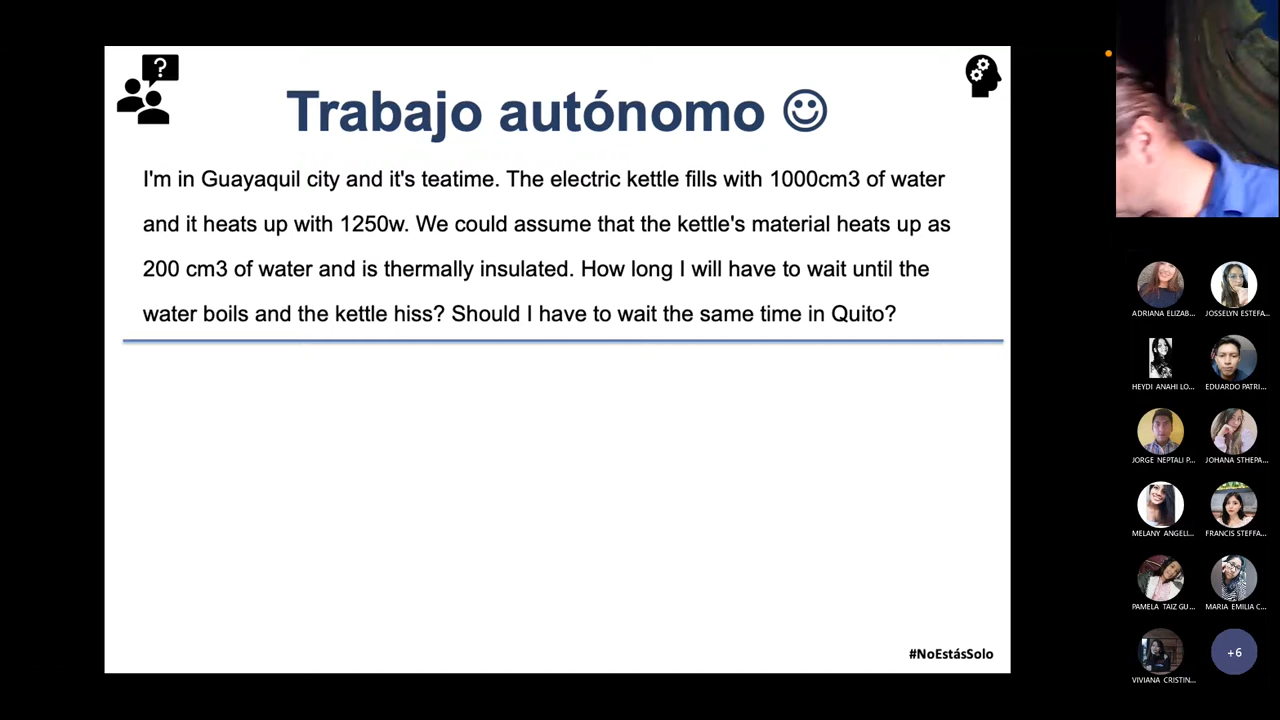 ?
Trabajo autónomo ☺
I'm in Guayaquil city and it's teatime. The electric kettle fills with 1000cm3 of water
and it heats up with 1250w. We could assume that the kettle's material heats up as
200 cm3 of water and is thermally insulated. How long I will have to wait until the
water boils and the kettle hiss? Should I have to wait the same time in Quito?
#NoEstásSolo
ADRIANA ELIZAB...
JOSSELYN ESTEFA...
HEYDI ANAHI LO...
EDUARDO PATRI...
JORGE NEPTALI P...
JOHANA STHEPA...
MELANY ANGELI...
FRANCIS STEFFA...
PAMELA TAIZ GU...
MARIA EMILIA C...
VIVIANA CRISTIN...
+6